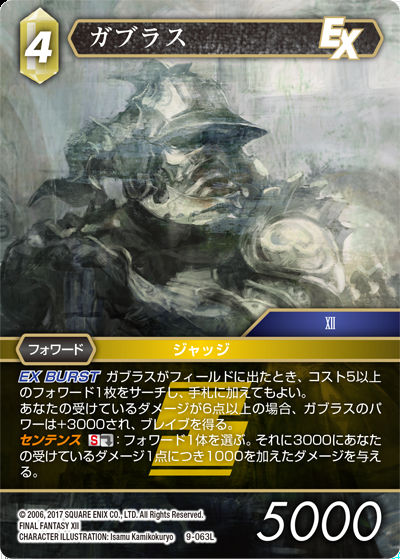 4
ガブラス
EX
XII
フォワード
ジャッジ
EX BURST ガブラスがフィールドに出たとき、コスト5以上
のフォワード1枚をサーチし、手札に加えてもよい。
あなたの受けているダメージが6点以上の場合、ガブラスのパ
ワーは+3000され、ブレイブを得る。
センテンス S:フォワード1体を選ぶ。それに3000にあなた
の受けているダメージ1点につき1000を加えたダメージを与え
る。
© 2006, 2017 SQUARE ENIX CO., LTD. All Rights Reserved.
FINAL FANTASY XII
CHARACTER ILLUSTRATION: Isamu Kamikokuryo 9-063L
5000